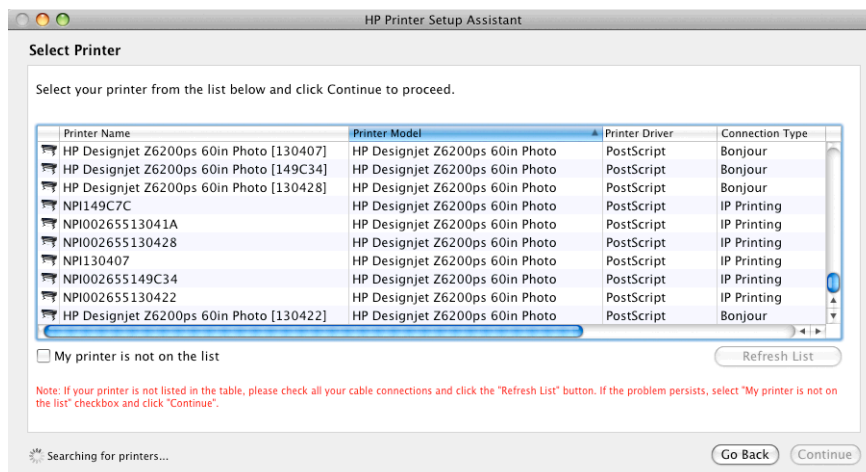 HP Printer Setup Assistant
Select Printer
Select your printer from the list below and click Continue to proceed.
Printer Name Printer Model Printer Driver Connection Type
HP Designjet Z6200ps 60in Photo [130407] HP Designjet Z6200ps 60in Photo PostScript Bonjour
HP Designjet Z6200ps 60in Photo [149C34] HP Designjet Z6200ps 60in Photo PostScript Bonjour
HP Designjet Z6200ps 60in Photo [130428] HP Designjet Z6200ps 60in Photo PostScript Bonjour
NPI149C7C HP Designjet Z6200ps 60in Photo PostScript IP Printing
NPI00265513041A HP Designjet Z6200ps 60in Photo PostScript IP Printing
NPI002655130428 HP Designjet Z6200ps 60in Photo PostScript IP Printing
NPI130407 HP Designjet Z6200ps 60in Photo PostScript IP Printing
NPI002655149C34 HP Designjet Z6200ps 60in Photo PostScript IP Printing
NPI002655130422 HP Designjet Z6200ps 60in Photo PostScript IP Printing
HP Designjet Z6200ps 60in Photo [130422] HP Designjet Z6200ps 60in Photo PostScript Bonjour
My printer is not on the list Refresh List
Note: If your printer is not listed in the table, please check all your cable connections and click the "Refresh List" button. If the problem persists, select "My printer is not on
the list" checkbox and click "Continue".
Searching for printers... Go Back Continue